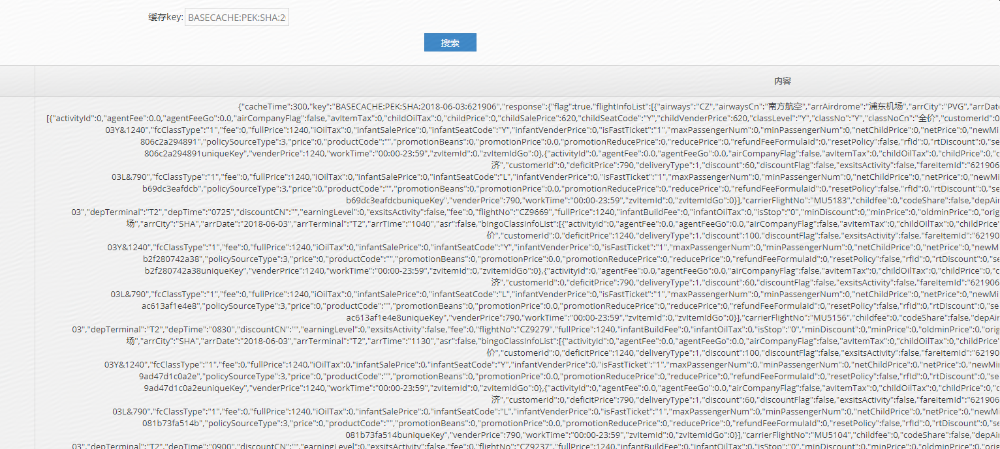 缓存key: BASECACHE:PEK:SHA:2
搜索
内容
{"cacheTime":300,"key":"BASECACHE:PEK:SHA:2018-06-03:621906","response":{"flag":true,"flightInfoList":[{"airways":"CZ","airwaysCn":"南方航空","arrAirdrome":"浦东机场","arrCity":"PVG","arrDate
[{"activityId":0,"agentFee":0.0,"agentFeeGo":0.0,"airCompanyFlag":false,"avItemTax":0,"childOilTax":0,"childPrice":0,"childSalePrice":620,"childSeatCode":"Y","childVenderPrice":620,"classLevel":"Y","classNo":"Y","classNoCn":"全价","customerId":0
03Y&1240","fcClassType":"1","fee":0,"fullPrice":1240,"iOilTax":0,"infantSalePrice":0,"infantSeatCode":"Y","infantVenderPrice":0,"isFastTicket":"1","maxPassengerNum":0,"minPassengerNum":0,"netChildPrice":0,"netPrice":0,"newMi
806c2a294891","policySourceType":3,"price":0,"productCode":"","promotionBeans":0,"promotionPrice":0.0,"promotionReducePrice":0,"reducePrice":0,"refundFeeFormulaId":0,"resetPolicy":false,"rfId":0,"rtDiscount":0,"se
806c2a294891uniqueKey","venderPrice":1240,"workTime":"00:00-23:59","zvItemId":0,"zvItemIdGo":0},{"activityId":0,"agentFee":0.0,"agentFeeGo":0.0,"airCompanyFlag":false,"avItemTax":0,"childOilTax":0,"childPrice":0,"c
济","customerId":0,"deficitPrice":790,"deliveryType":1,"discount":60,"discountFlag":false,"exsitsActivity":false,"fareItemId":"621906
03L&790","fcClassType":"1","fee":0,"fullPrice":1240,"iOilTax":0,"infantSalePrice":0,"infantSeatCode":"L","infantVenderPrice":0,"isFastTicket":"1","maxPassengerNum":0,"minPassengerNum":0,"netChildPrice":0,"netPrice":0,"newMi
b69dc3eafdcb","policySourceType":3,"price":0,"productCode":"","promotionBeans":0,"promotionPrice":0.0,"promotionReducePrice":0,"reducePrice":0,"refundFeeFormulaId":0,"resetPolicy":false,"rfId":0,"rtDiscount":0,"se
b69dc3eafdcbuniqueKey","venderPrice":790,"workTime":"00:00-23:59","zvItemId":0,"zvItemIdGo":0}],"carrierFlightNo":"MU5183","childfee":0,"codeShare":false,"depAir
03","depTerminal":"T2","depTime":"0725","discountCN":"","earningLevel":0,"exsitsActivity":false,"fee":0,"flightNo":"CZ9669","fullPrice":1240,"infantBuildFee":0,"infantOilTax":0,"isStop":"0","minDiscount":0,"minPrice":0,"oldminPrice":0,"orig
场","arrCity":"SHA","arrDate":"2018-06-03","arrTerminal":"T2","arrTime":"1040","asr":false,"bingoClassInfoList":[{"activityId":0,"agentFee":0.0,"agentFeeGo":0.0,"airCompanyFlag":false,"avItemTax":0,"childOilTax":0,"childPrice"
价","customerId":0,"deficitPrice":1240,"deliveryType":1,"discount":100,"discountFlag":false,"exsitsActivity":false,"fareItemId":"62190
03Y&1240","fcClassType":"1","fee":0,"fullPrice":1240,"iOilTax":0,"infantSalePrice":0,"infantSeatCode":"Y","infantVenderPrice":0,"isFastTicket":"1","maxPassengerNum":0,"minPassengerNum":0,"netChildPrice":0,"netPrice":0,"newM
b2f280742a38","policySourceType":3,"price":0,"productCode":"","promotionBeans":0,"promotionPrice":0.0,"promotionReducePrice":0,"reducePrice":0,"refundFeeFormulaId":0,"resetPolicy":false,"rfId":0,"rtDiscount":0,"se
b2f280742a38uniqueKey","venderPrice":1240,"workTime":"00:00-23:59","zvItemId":0,"zvItemIdGo":0},{"activityId":0,"agentFee":0.0,"agentFeeGo":0.0,"airCompanyFlag":false,"avItemTax":0,"childOilTax":0,"childPrice":0,"c
济","customerId":0,"deficitPrice":790,"deliveryType":1,"discount":60,"discountFlag":false,"exsitsActivity":false,"fareItemId":"621906
03L&790","fcClassType":"1","fee":0,"fullPrice":1240,"iOilTax":0,"infantSalePrice":0,"infantSeatCode":"L","infantVenderPrice":0,"isFastTicket":"1","maxPassengerNum":0,"minPassengerNum":0,"netChildPrice":0,"netPrice":0,"newMi
ac613af1e4e8","policySourceType":3,"price":0,"productCode":"","promotionBeans":0,"promotionPrice":0.0,"promotionReducePrice":0,"reducePrice":0,"refundFeeFormulaId":0,"resetPolicy":false,"rfId":0,"rtDiscount":0,"se
ac613af1e4e8uniqueKey","venderPrice":790,"workTime":"00:00-23:59","zvItemId":0,"zvItemIdGo":0}],"carrierFlightNo":"MU5156","childfee":0,"codeShare":false,"depAir
03","depTerminal":"T2","depTime":"0830","discountCN":"","earningLevel":0,"exsitsActivity":false,"fee":0,"flightNo":"CZ9279","fullPrice":1240,"infantBuildFee":0,"infantOilTax":0,"isStop":"0","minDiscount":0,"minPrice":0,"oldminPrice":0,"orig
场","arrCity":"SHA","arrDate":"2018-06-03","arrTerminal":"T2","arrTime":"1130","asr":false,"bingoClassInfoList":[{"activityId":0,"agentFee":0.0,"agentFeeGo":0.0,"airCompanyFlag":false,"avItemTax":0,"childOilTax":0,"childPrice"
价","customerId":0,"deficitPrice":1240,"deliveryType":1,"discount":100,"discountFlag":false,"exsitsActivity":false,"fareItemId":"62190
03Y&1240","fcClassType":"1","fee":0,"fullPrice":1240,"iOilTax":0,"infantSalePrice":0,"infantSeatCode":"Y","infantVenderPrice":0,"isFastTicket":"1","maxPassengerNum":0,"minPassengerNum":0,"netChildPrice":0,"netPrice":0,"newMi
9ad47d1c0a2e","policySourceType":3,"price":0,"productCode":"","promotionBeans":0,"promotionPrice":0.0,"promotionReducePrice":0,"reducePrice":0,"refundFeeFormulaId":0,"resetPolicy":false,"rfId":0,"rtDiscount":0,"se
9ad47d1c0a2euniqueKey","venderPrice":1240,"workTime":"00:00-23:59","zvItemId":0,"zvItemIdGo":0},{"activityId":0,"agentFee":0.0,"agentFeeGo":0.0,"airCompanyFlag":false,"avItemTax":0,"childOilTax":0,"childPrice":0,"c
济","customerId":0,"deficitPrice":790,"deliveryType":1,"discount":60,"discountFlag":false,"exsitsActivity":false,"fareItemId":"621906
03L&790","fcClassType":"1","fee":0,"fullPrice":1240,"iOilTax":0,"infantSalePrice":0,"infantSeatCode":"L","infantVenderPrice":0,"isFastTicket":"1","maxPassengerNum":0,"minPassengerNum":0,"netChildPrice":0,"netPrice":0,"newMi
081b73fa514b","policySourceType":3,"price":0,"productCode":"","promotionBeans":0,"promotionPrice":0.0,"promotionReducePrice":0,"reducePrice":0,"refundFeeFormulaId":0,"resetPolicy":false,"rfId":0,"rtDiscount":0,"se
081b73fa514buniqueKey","venderPrice":790,"workTime":"00:00-23:59","zvItemId":0,"zvItemIdGo":0}],"carrierFlightNo":"MU5104","childfee":0,"codeShare":false,"depAir
03","depTerminal":"T2","depTime":"0900","discountCN":"","earningLevel":0,"exsitsActivity":false,"fee":0,"flightNo":"CZ9237","fullPrice":1240,"infantBuildFee":0,"infantOilTax":0,"isStop":"0","minDiscount":0,"minPrice":0,"oldminPrice":0,"orig